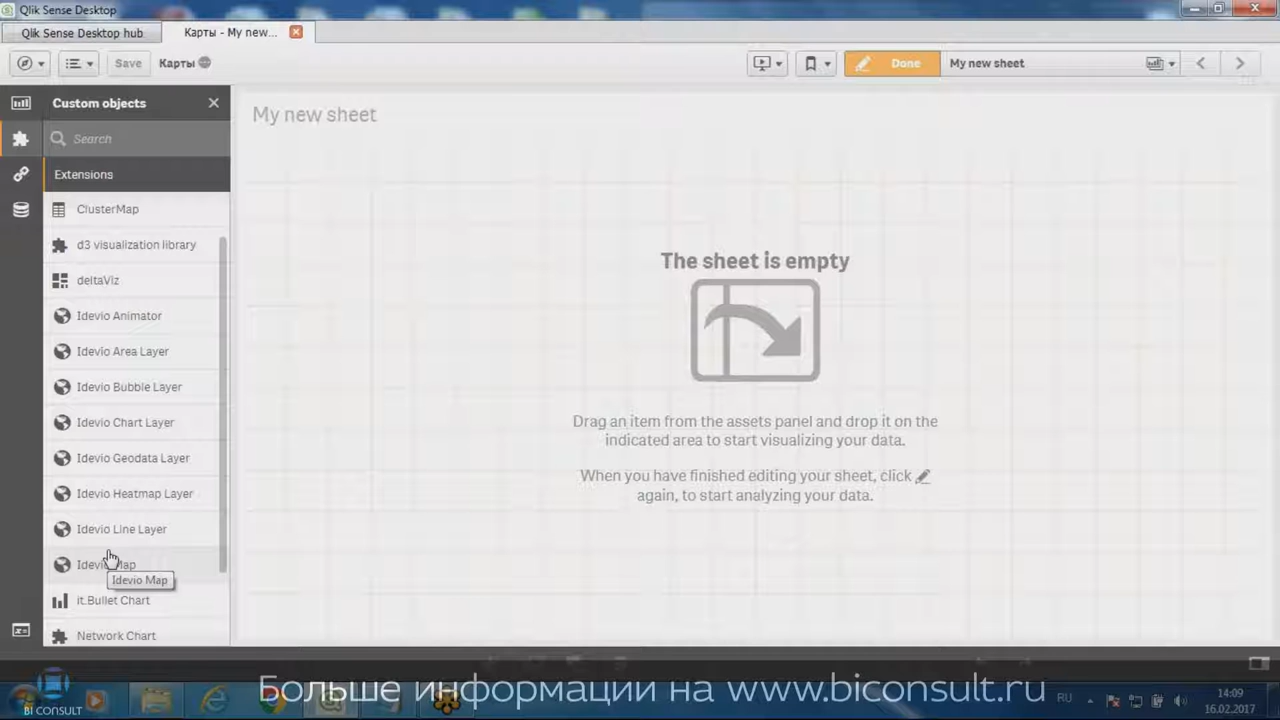 Qlik Sense Desktop
Qlik Sense Desktop hub
Карты - My new...
Save
Карты
Done
My new sheet
Custom objects
Search
Extensions
ClusterMap
d3 visualization library
deltaViz
Idevio Animator
Idevio Area Layer
Idevio Bubble Layer
Idevio Chart Layer
Idevio Geodata Layer
Idevio Heatmap Layer
Idevio Line Layer
Idevio Map
Idevio Map
it.Bullet Chart
Network Chart
My new sheet
The sheet is empty
Drag an item from the assets panel and drop it on the
indicated area to start visualizing your data.
When you have finished editing your sheet, click
again, to start analyzing your data.
BI CONSULT
Больше информации на www.biconsult.ru
RU
14:09
16.02.2017